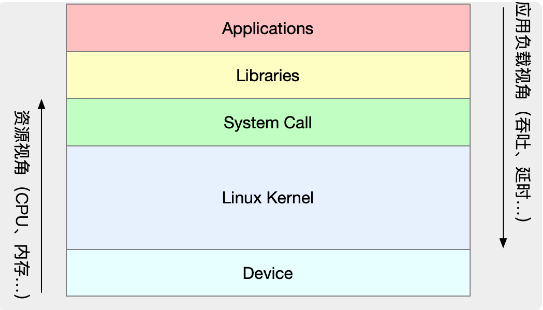 Applications
Libraries
System Call
Linux Kernel
Device
资源视角（CPU、内存...）
应用负载视角（吞吐、延时...）